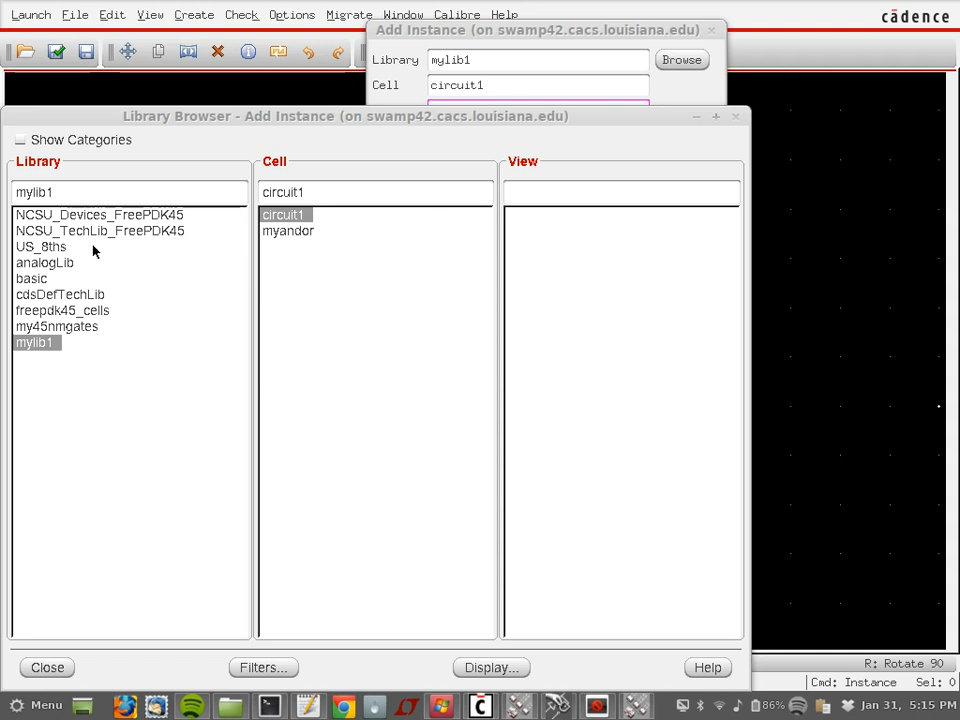 Launch File Edit View Create Check Options Migrate Window Calibre Help
cādence
Add Instance (on swamp42.cacs.louisiana.edu)
Library mylib1 Browse
Cell circuit1
Library Browser - Add Instance (on swamp42.cacs.louisiana.edu)
Show Categories
Library Cell View
mylib1 circuit1
NCSU_Devices_FreePDK45 circuit1
NCSU_TechLib_FreePDK45 myandor
US_8ths
analogLib
basic
cdsDefTechLib
freepdk45_cells
my45nmgates
mylib1
Close Filters... Display... Help
R: Rotate 90
Cmd: Instance Sel: 0
Menu 86% Jan 31, 5:15 PM